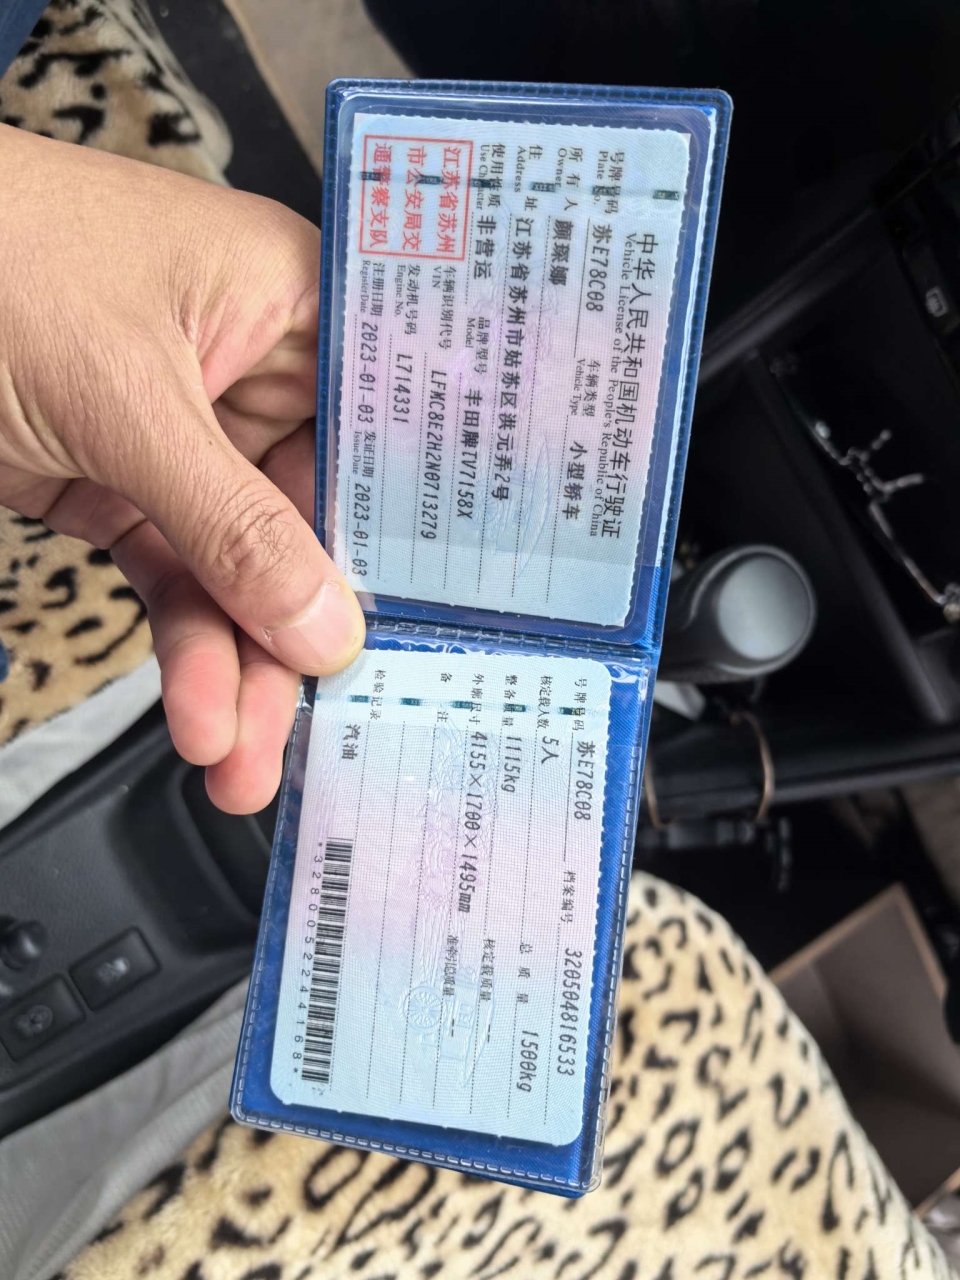 中华人民共和国机动车行驶证
Vehicle License of the People's Republic of China
号牌号码 苏E78C08 车辆类型 小型轿车
Plate No. Vehicle Type
所有人 颜琛娜
Owner
住址 江苏省苏州市姑苏区洪元弄2号
Address
使用性质 非营运 品牌型号 丰田牌TV7158X
Use Character Model
江苏省苏州
市公安局交
通警察支队
车辆识别代号 LFMC8E2H2N0713279
VIN
发动机号码 L714331
Engine No.
注册日期 2023-01-03 发证日期 2023-01-03
Register Date Issue Date
号牌号码 苏E78C08 档案编号 320504816533
核定载人数 5人 总质量 1500kg
整备质量 1115kg 核定载质量 --
外廓尺寸 4155×1700×1495mm 准牵引总质量 --
备注
检验记录
汽油
*3280052244168*